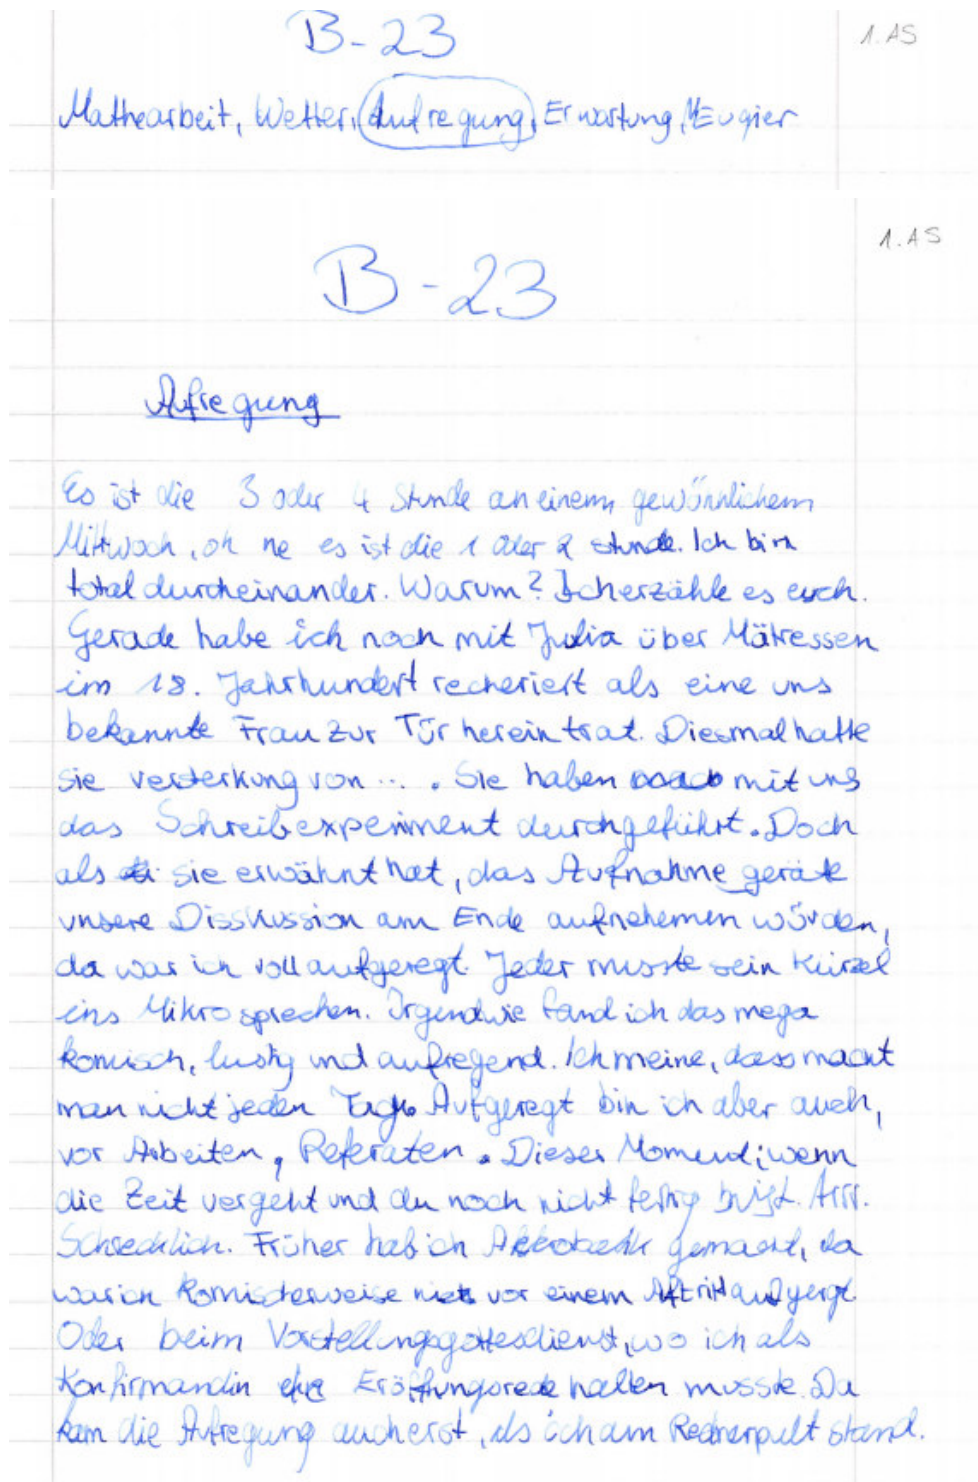 B-23
1. AS
Mathearbeit, Wetter, Aufregung, Erwartung, Neugier
1. AS
B-23
Aufregung
Es ist die 3 oder 4 Stunde an einem gewöhnlichem
Mittwoch, oh ne es ist die 1 oder 2 stunde. Ich bin
total durcheinander. Warum? Ich erzähle es euch.
Gerade habe ich noch mit Julia über Mätressen
im 18. Jahrhundert recheriert als eine uns
bekannte Frau zur Tür herein trat. Diesmal hatte
sie versterkung von ... . Sie haben mit uns
das Schreibexperiment durchgeführt. Doch
als sie erwähnt hat, das Aufnahme geräte
unsere Disskussion am Ende aufnehemen würden,
da war ich voll aufgeregt. Jeder musste sein Kürzel
ins Mikro sprechen. Irgendwie fand ich das mega
komisch, lustig und aufregend. Ich meine, dass macht
man nicht jeden Tag. Aufgeregt bin ich aber auch,
vor Arbeiten, Referaten. Dieser Moment, wenn
die Zeit vergeht und du noch nicht fertig bist. Arrr.
Schrecklich. Früher hab ich Akrobatik gemacht, da
war ich komischerweise nie vor einem Aftritt aufgergt.
Oder beim Vorstellungsgottesdienst, wo ich als
Konfirmandin eine Eröffungsrede halten musste. Da
kam die Aufregung auch erst, als ich am Rednerpult stand.